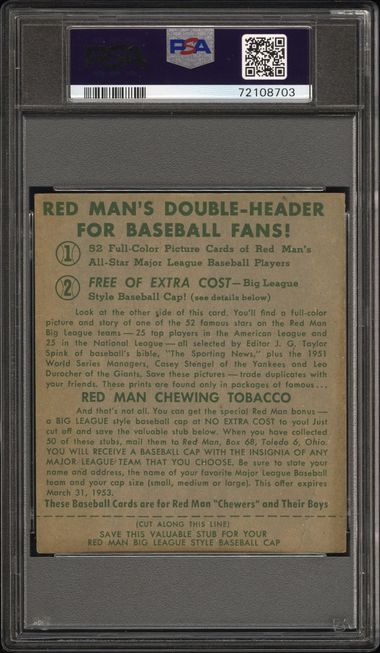 PSA
72108703
RED MAN'S DOUBLE-HEADER
FOR BASEBALL FANS!
1 52 Full-Color Picture Cards of Red Man's
All-Star Major League Baseball Players
2 FREE OF EXTRA COST—Big League
Style Baseball Cap! (see details below)
Look at the other side of this card. You'll find a full-color
picture and story of one of the 52 famous stars on the Red Man
Big League teams—25 top players in the American League and
25 in the National League—all selected by Editor J. G. Taylor
Spink of baseball's bible, "The Sporting News," plus the 1951
World Series Managers, Casey Stengel of the Yankees and Leo
Durocher of the Giants. Save these pictures—trade duplicates with
your friends. These prints are found only in packages of famous...
RED MAN CHEWING TOBACCO
And that's not all. You can get the special Red Man bonus—
a BIG LEAGUE style baseball cap at NO EXTRA COST to you! Just
cut off and save the valuable stub below. When you have collected
50 of these stubs, mail them to Red Man, Box 68, Toledo 6, Ohio.
YOU WILL RECEIVE A BASEBALL CAP WITH THE INSIGNIA OF ANY
MAJOR LEAGUE TEAM THAT YOU CHOOSE. Be sure to state your
name and address, the name of your favorite Major League Baseball
team and your cap size (small, medium or large). This offer expires
March 31, 1953.
These Baseball Cards are for Red Man "Chewers" and Their Boys
(CUT ALONG THIS LINE)
SAVE THIS VALUABLE STUB FOR YOUR
RED MAN BIG LEAGUE STYLE BASEBALL CAP